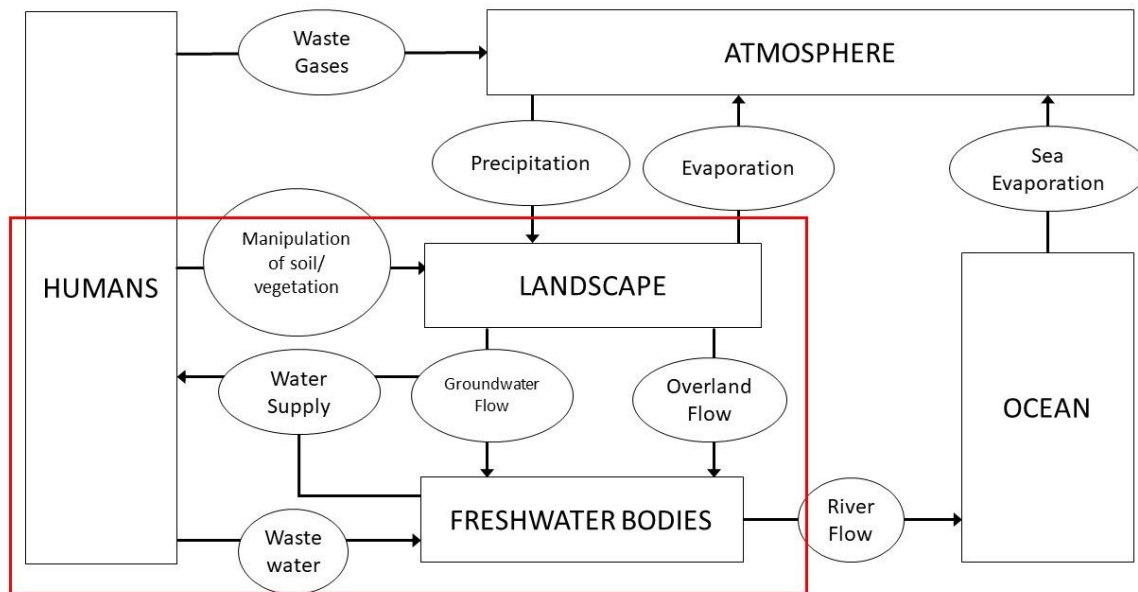 Waste
Gases
ATMOSPHERE
Precipitation
Evaporation
Sea
Evaporation
Manipulation
of soil/
vegetation
HUMANS
LANDSCAPE
Water
Supply
Groundwater
Flow
Overland
Flow
OCEAN
FRESHWATER BODIES
River
Flow
Waste
water